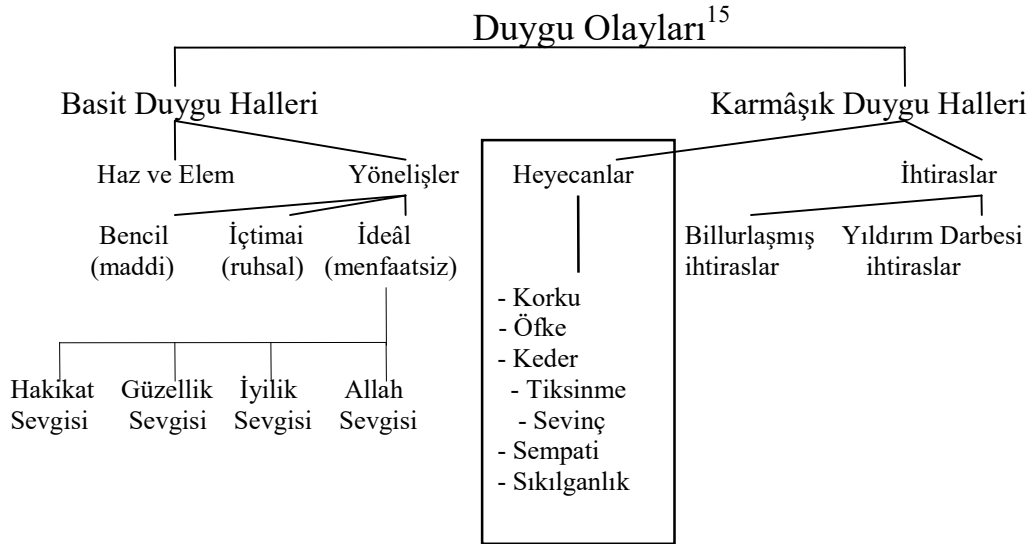 Duygu Olayları15
Basit Duygu Halleri
Karmâşık Duygu Halleri
Haz ve Elem
Yönelişler
Heyecanlar
İhtiraslar
Bencil
(maddi)
İçtimai
(ruhsal)
İdeâl
(menfaatsiz)
Billurlaşmış
ihtiraslar
Yıldırım Darbesi
ihtiraslar
- Korku
- Öfke
- Keder
- Tiksinme
- Sevinç
- Sempati
- Sıkılganlık
Hakikat
Sevgisi
Güzellik
Sevgisi
İyilik
Sevgisi
Allah
Sevgisi